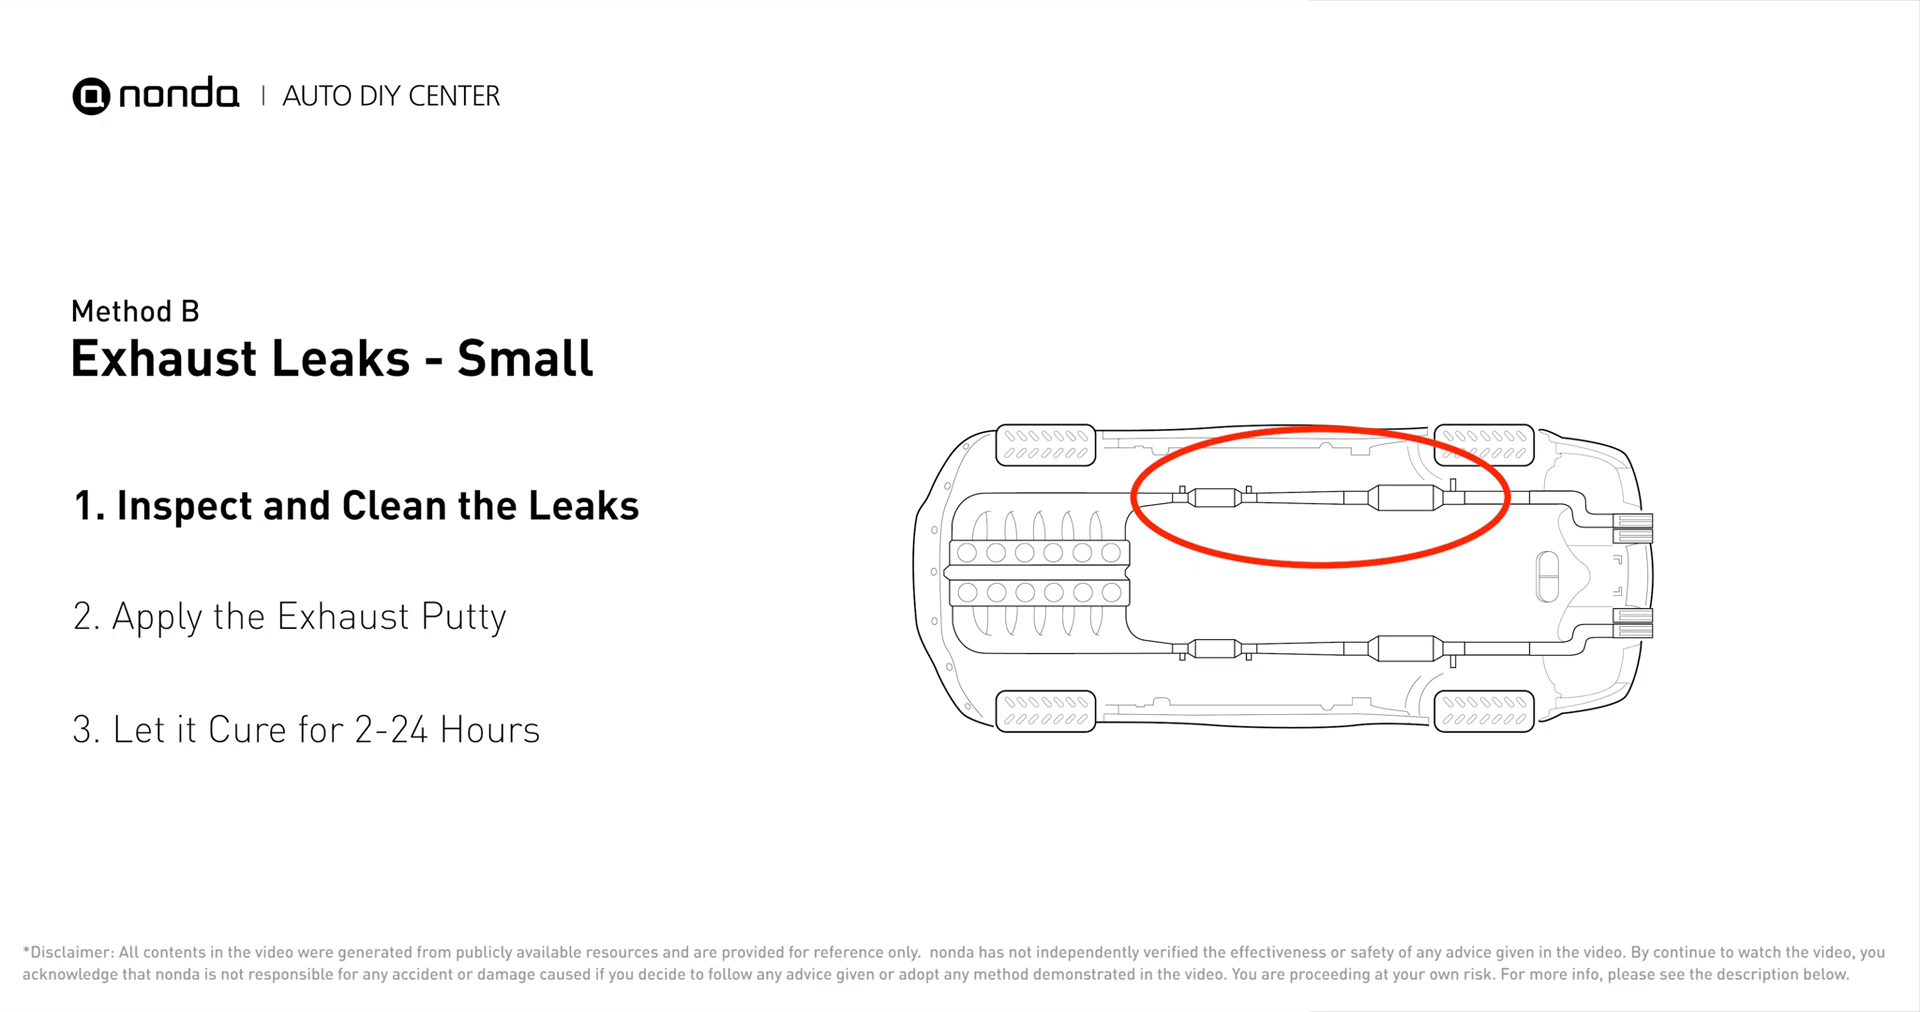 nonda | AUTO DIY CENTER
Method B
Exhaust Leaks - Small
1. Inspect and Clean the Leaks
2. Apply the Exhaust Putty
3. Let it Cure for 2-24 Hours
*Disclaimer: All contents in the video were generated from publicly available resources and are provided for reference only. nonda has not independently verified the effectiveness or safety of any advice given in the video. By continue to watch the video, you
acknowledge that nonda is not responsible for any accident or damage caused if you decide to follow any advice given or adopt any method demonstrated in the video. You are proceeding at your own risk. For more info, please see the description below.